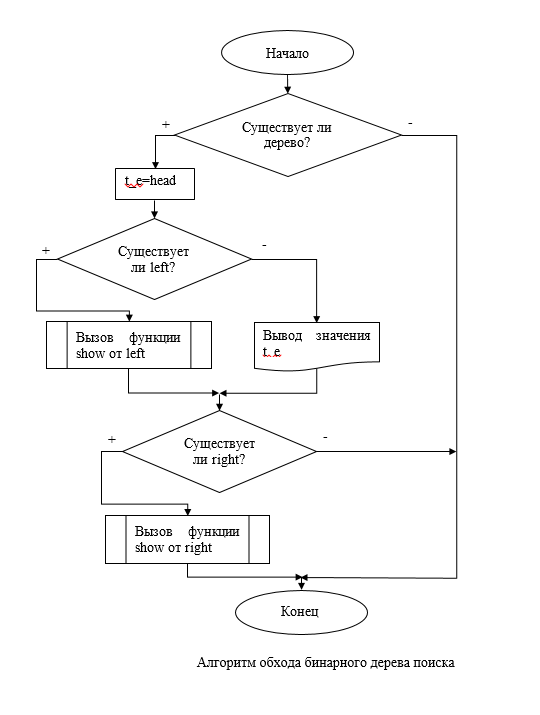 Начало
Существует ли
дерево?
+
-
t_e=head
Существует
ли left?
+
-
Вызов функции
show от left
Вывод значения
t_e
Существует
ли right?
+
-
Вызов функции
show от right
Конец
Алгоритм обхода бинарного дерева поиска